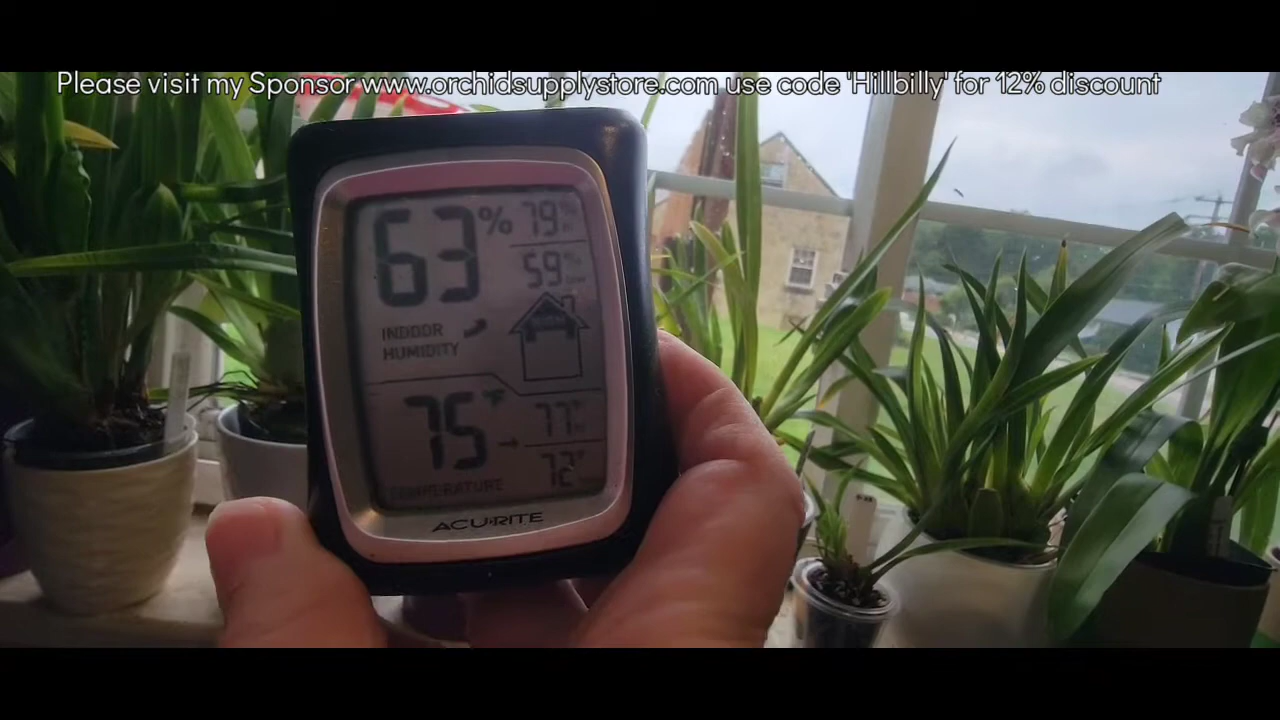 Please visit my Sponsor www.orchidsupplystore.com use code 'Hillbilly' for 12% discount
63% 79%
59%
INDOOR
HUMIDITY
75°F 77°
72°
TEMPERATURE
ACURITE